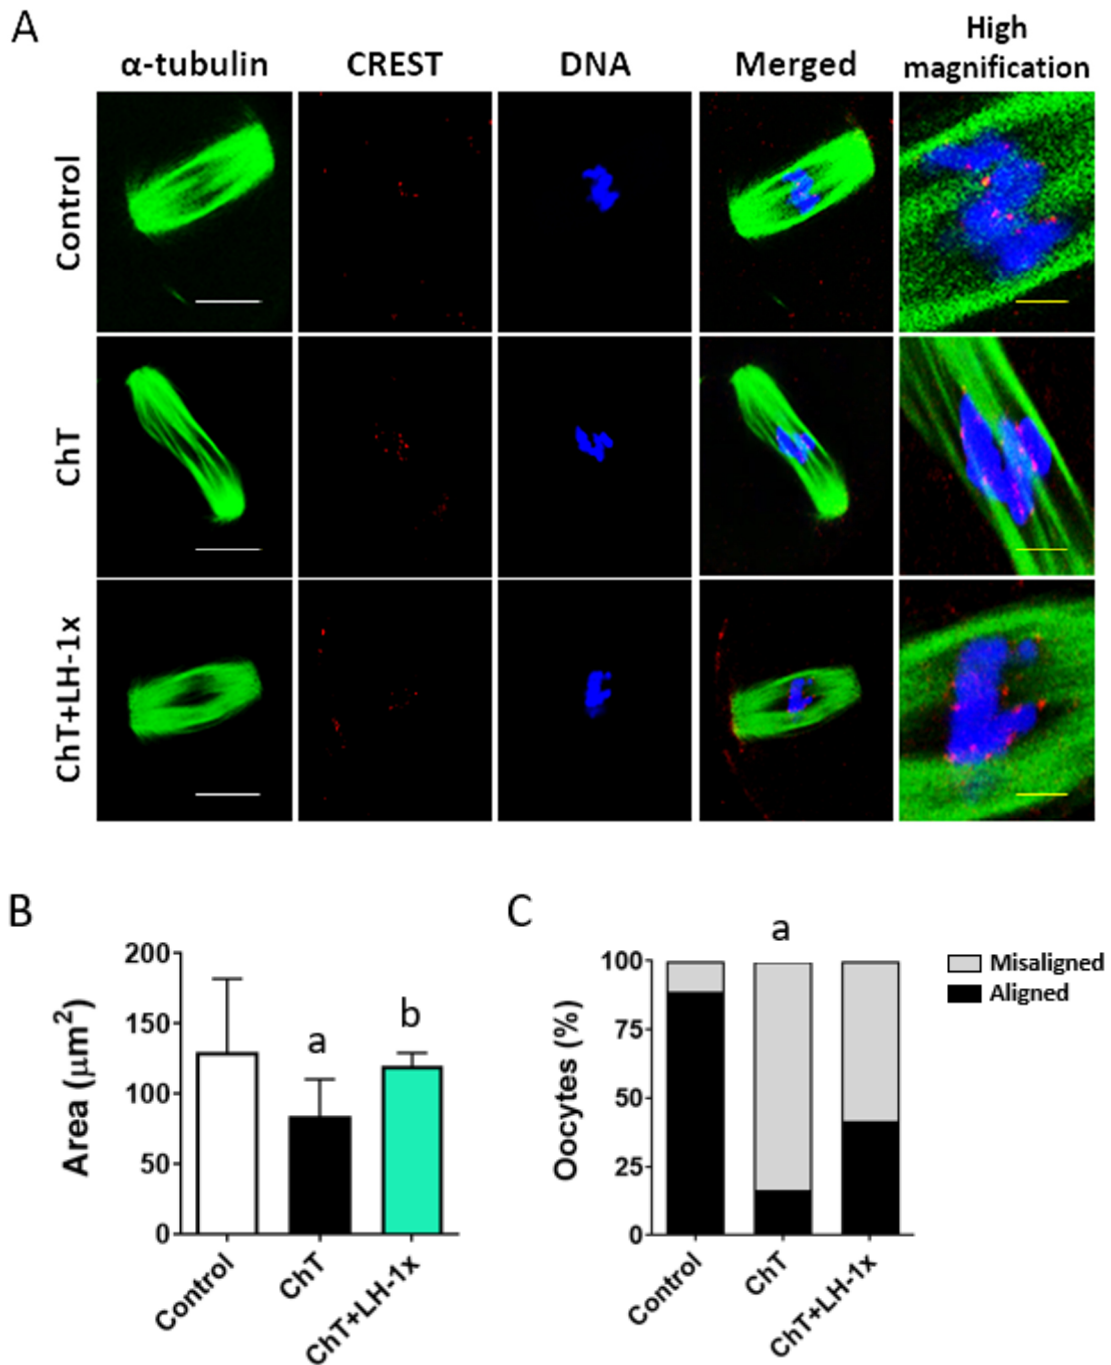 A
α-tubulin
CREST
DNA
Merged
High
magnification
Control
ChT
ChT+LH-1x
B
Area (μm²)
200
150
100
50
0
a
b
Control
ChT
ChT+LH-1x
C
Oocytes (%)
100
75
50
25
0
a
Control
ChT
ChT+LH-1x
Misaligned
Aligned